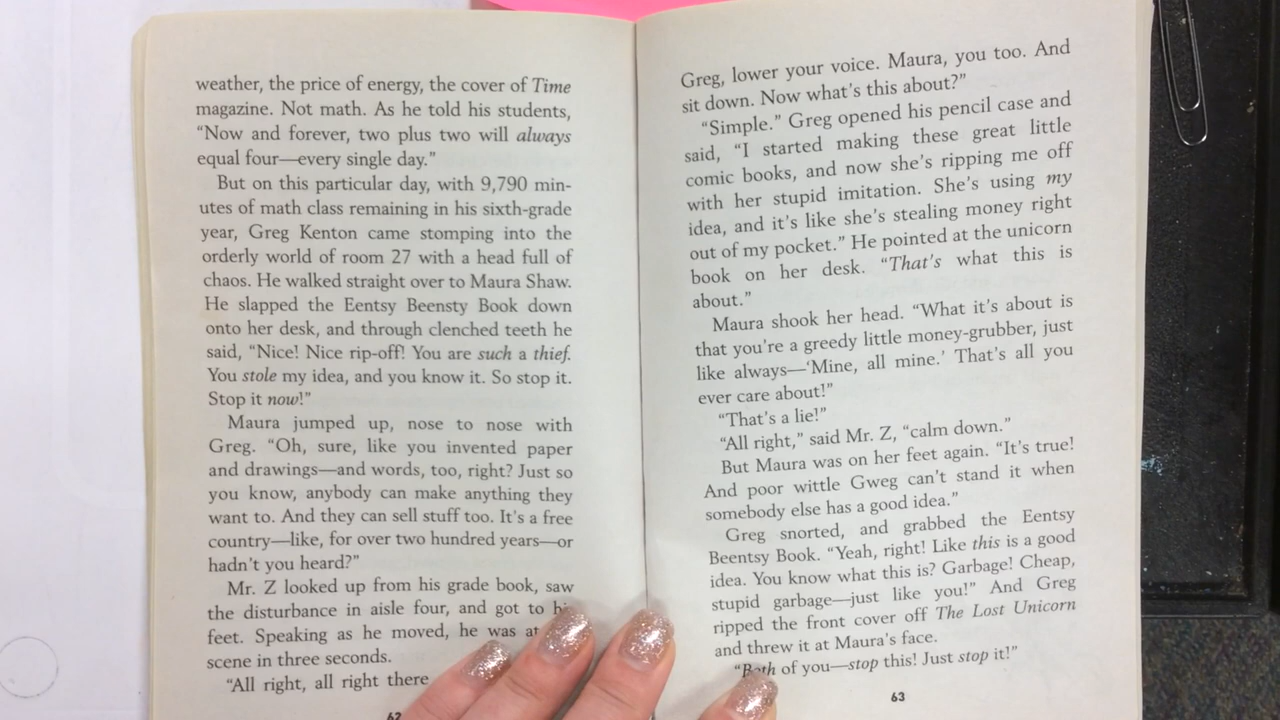 weather, the price of energy, the cover of Time
magazine. Not math. As he told his students,
“Now and forever, two plus two will always
equal four—every single day.”
But on this particular day, with 9,790 min-
utes of math class remaining in his sixth-grade
year, Greg Kenton came stomping into the
orderly world of room 27 with a head full of
chaos. He walked straight over to Maura Shaw.
He slapped the Eentsy Beensty Book down
onto her desk, and through clenched teeth he
said, “Nice! Nice rip-off! You are such a thief.
You stole my idea, and you know it. So stop it.
Stop it now!”
Maura jumped up, nose to nose with
Greg. “Oh, sure, like you invented paper
and drawings—and words, too, right? Just so
you know, anybody can make anything they
want to. And they can sell stuff too. It’s a free
country—like, for over two hundred years—or
hadn’t you heard?”
Mr. Z looked up from his grade book, saw
the disturbance in aisle four, and got to
feet. Speaking as he moved, he was at
scene in three seconds.
“All right, all right there
62
Greg, lower your voice. Maura, you too. And
sit down. Now what’s this about?”
“Simple.” Greg opened his pencil case and
said, “I started making these great little
comic books, and now she’s ripping me off
with her stupid imitation. She’s using my
idea, and it’s like she’s stealing money right
out of my pocket.” He pointed at the unicorn
book on her desk. “That’s what this is
about.”
Maura shook her head. “What it’s about is
that you’re a greedy little money-grubber, just
like always—‘Mine, all mine.’ That’s all you
ever care about!”
“That’s a lie!”
“All right,” said Mr. Z, “calm down.”
But Maura was on her feet again. “It’s true!
And poor wittle Gweg can’t stand it when
somebody else has a good idea.”
Greg snorted, and grabbed the Eentsy
Beentsy Book. “Yeah, right! Like this is a good
idea. You know what this is? Garbage! Cheap,
stupid garbage—just like you!” And Greg
ripped the front cover off The Lost Unicorn
and threw it at Maura’s face.
“Both of you—stop this! Just stop it!”
63